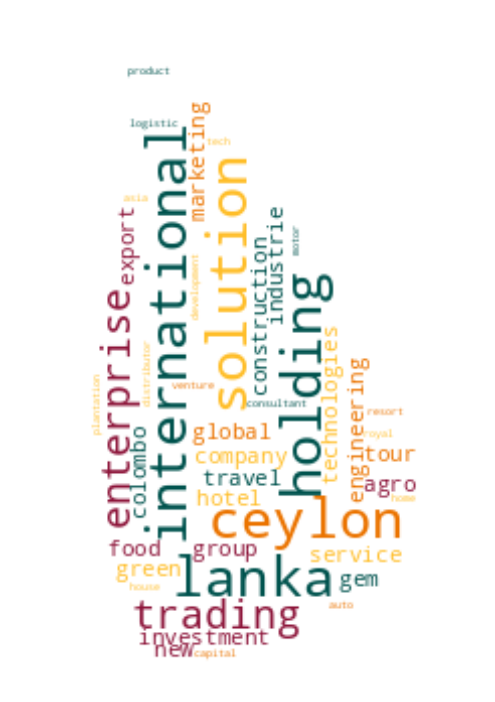 product
logistic
international
marketing
tech
solution
asia
export
industrie
motor
construction
development
holding
enterprise
technologies
distributor
engineering
plantation
venture
consultant
resort
colombo
global
royal
company
tour
travel
agro
hotel
home
ceylon
food
group
service
green
lanka
gem
house
trading
auto
investment
new
capital